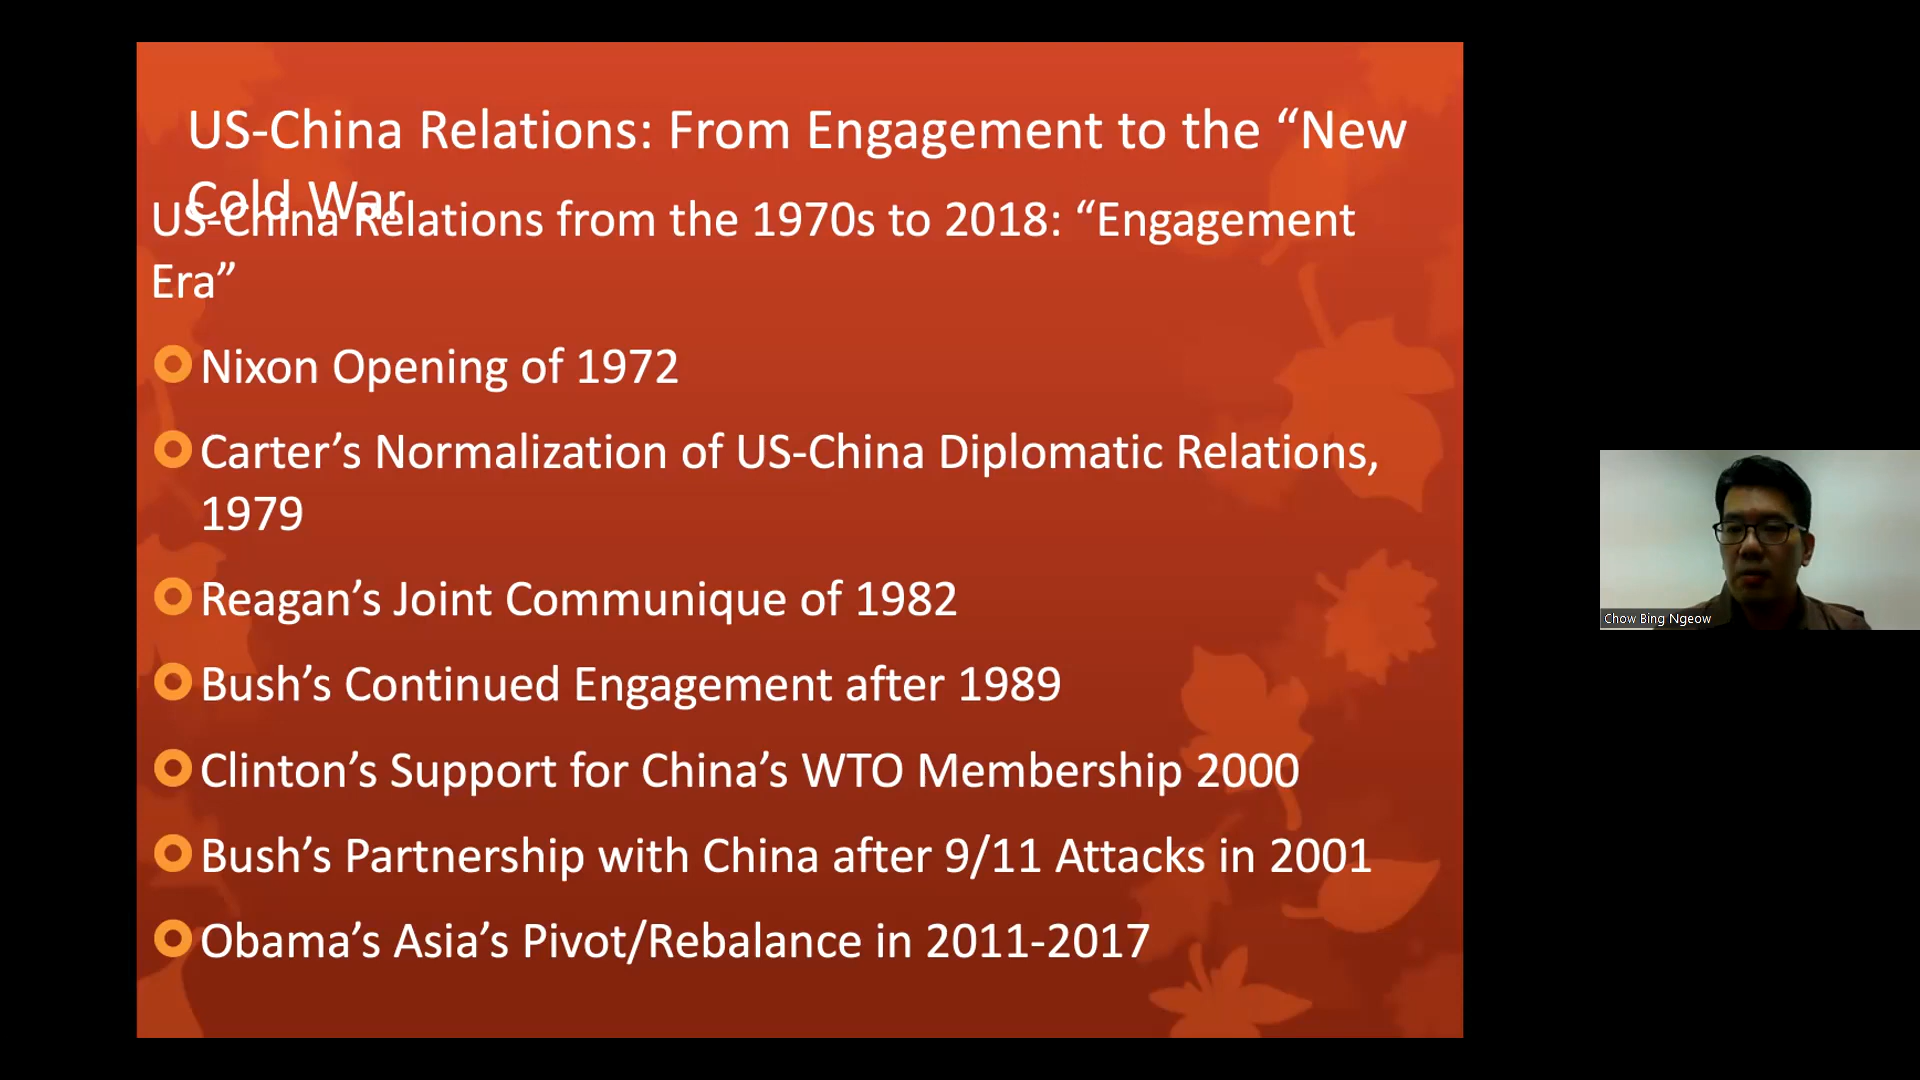 US-China Relations: From Engagement to the “New
Cold War
US-China Relations from the 1970s to 2018: “Engagement
Era”
Nixon Opening of 1972
Carter’s Normalization of US-China Diplomatic Relations,
1979
Reagan’s Joint Communique of 1982
Bush’s Continued Engagement after 1989
Clinton’s Support for China’s WTO Membership 2000
Bush’s Partnership with China after 9/11 Attacks in 2001
Obama’s Asia’s Pivot/Rebalance in 2011-2017
Chow Bing Ngeow